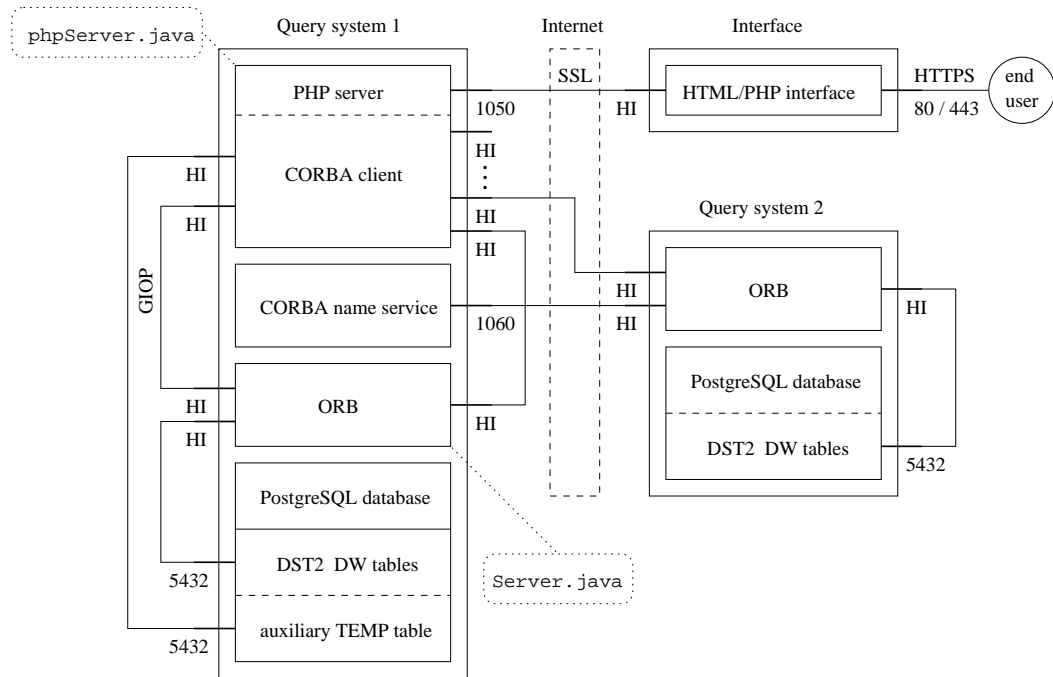 Query system 1
Internet
Interface
phpServer.java
PHP server
SSL
HTML/PHP interface
HTTPS
end
user
1050
HI
80 / 443
HI
CORBA client
HI
HI
HI
HI
Query system 2
GIOP
CORBA name service
1060
ORB
HI
HI
HI
PostgreSQL database
DST2 DW tables
5432
ORB
HI
HI
HI
PostgreSQL database
DST2 DW tables
5432
Server.java
auxiliary TEMP table
5432